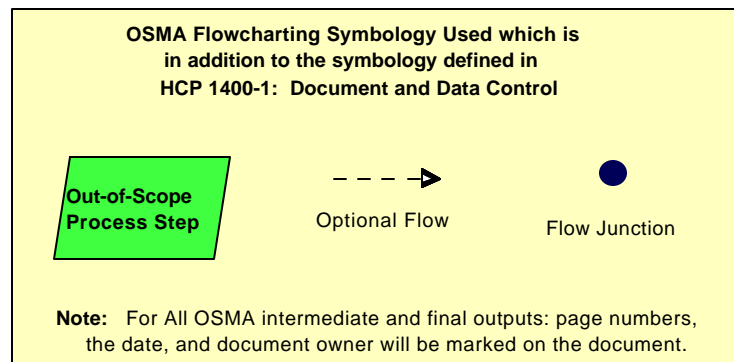 OSMA Flowcharting Symbology Used which is
in addition to the symbology defined in
HCP 1400-1: Document and Data Control
Out-of-Scope
Process Step
Optional Flow
Flow Junction
Note: For All OSMA intermediate and final outputs: page numbers,
the date, and document owner will be marked on the document.